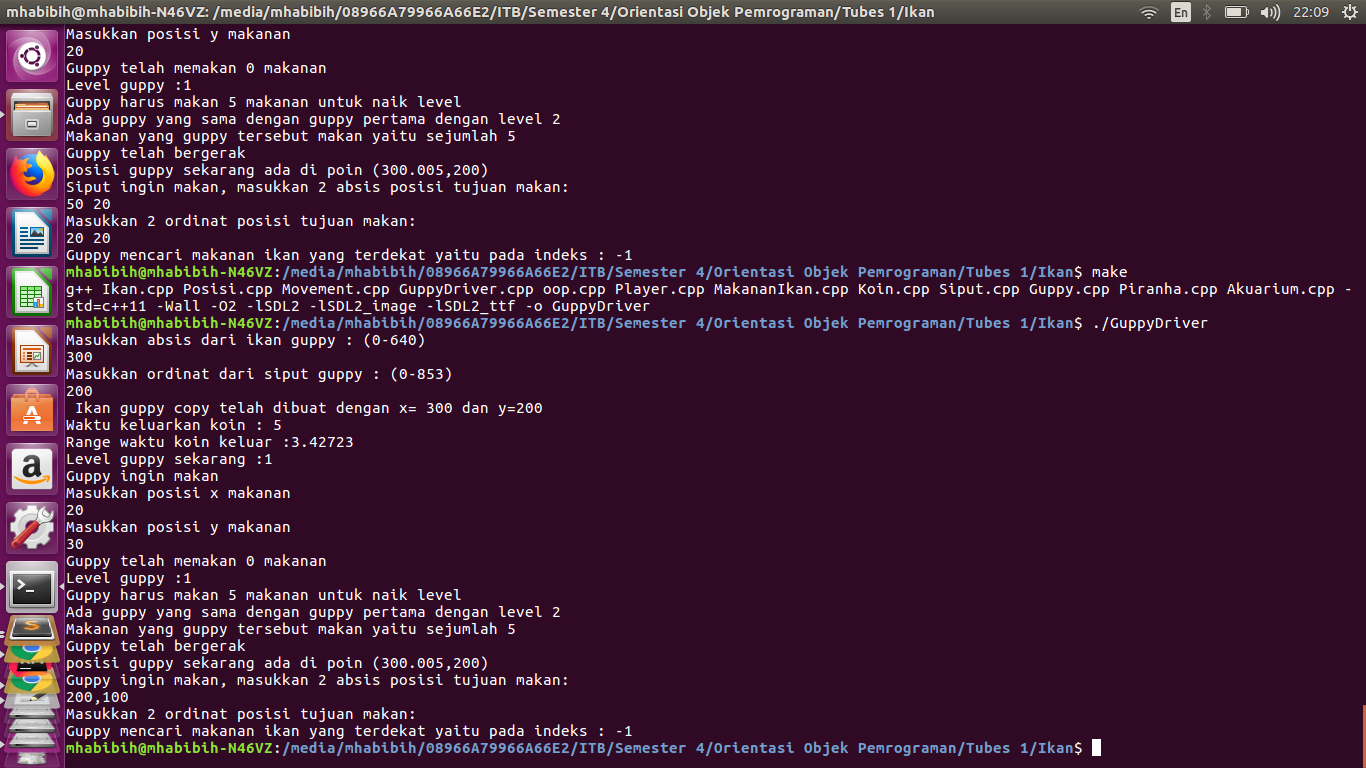 mhabibih@mhabibih-N46VZ: /media/mhabibih/08966A79966A66E2/ITB/Semester 4/Orientasi Objek Pemrograman/Tubes 1/Ikan
En
22:09
Masukkan posisi y makanan
20
Guppy telah memakan 0 makanan
Level guppy :1
Guppy harus makan 5 makanan untuk naik level
Ada guppy yang sama dengan guppy pertama dengan level 2
Makanan yang guppy tersebut makan yaitu sejumlah 5
Guppy telah bergerak
posisi guppy sekarang ada di poin (300.005,200)
Siput ingin makan, masukkan 2 absis posisi tujuan makan:
50 20
Masukkan 2 ordinat posisi tujuan makan:
20 20
Guppy mencari makanan ikan yang terdekat yaitu pada indeks : -1
mhabibih@mhabibih-N46VZ:/media/mhabibih/08966A79966A66E2/ITB/Semester 4/Orientasi Objek Pemrograman/Tubes 1/Ikan$ make
g++ Ikan.cpp Posisi.cpp Movement.cpp GuppyDriver.cpp oop.cpp Player.cpp MakananIkan.cpp Koin.cpp Siput.cpp Guppy.cpp Piranha.cpp Akuarium.cpp -
std=c++11 -Wall -O2 -lSDL2 -lSDL2_image -lSDL2_ttf -o GuppyDriver
mhabibih@mhabibih-N46VZ:/media/mhabibih/08966A79966A66E2/ITB/Semester 4/Orientasi Objek Pemrograman/Tubes 1/Ikan$ ./GuppyDriver
Masukkan absis dari ikan guppy : (0-640)
300
Masukkan ordinat dari siput guppy : (0-853)
200
 Ikan guppy copy telah dibuat dengan x= 300 dan y=200
Waktu keluarkan koin : 5
Range waktu koin keluar :3.42723
Level guppy sekarang :1
Guppy ingin makan
Masukkan posisi x makanan
20
Masukkan posisi y makanan
30
Guppy telah memakan 0 makanan
Level guppy :1
Guppy harus makan 5 makanan untuk naik level
Ada guppy yang sama dengan guppy pertama dengan level 2
Makanan yang guppy tersebut makan yaitu sejumlah 5
Guppy telah bergerak
posisi guppy sekarang ada di poin (300.005,200)
Guppy ingin makan, masukkan 2 absis posisi tujuan makan:
200,100
Masukkan 2 ordinat posisi tujuan makan:
Guppy mencari makanan ikan yang terdekat yaitu pada indeks : -1
mhabibih@mhabibih-N46VZ:/media/mhabibih/08966A79966A66E2/ITB/Semester 4/Orientasi Objek Pemrograman/Tubes 1/Ikan$